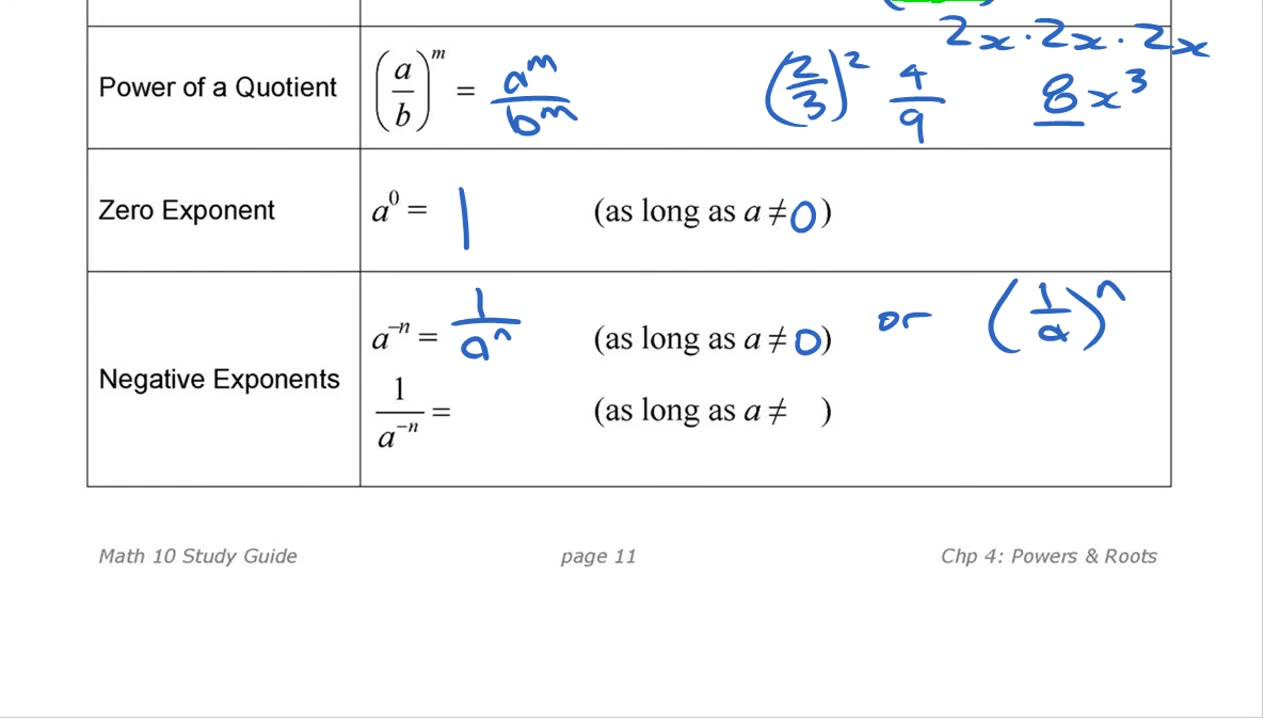 2x · 2x · 2x
Power of a Quotient (a/b)^m = a^m/b^m (2/3)^2 4/9 8x^3
Zero Exponent a^0 = 1 (as long as a ≠ 0)
a^-n = 1/a^n (as long as a ≠ 0) or (1/a)^n
Negative Exponents
1/a^-n = (as long as a ≠ )
Math 10 Study Guide page 11 Chp 4: Powers & Roots